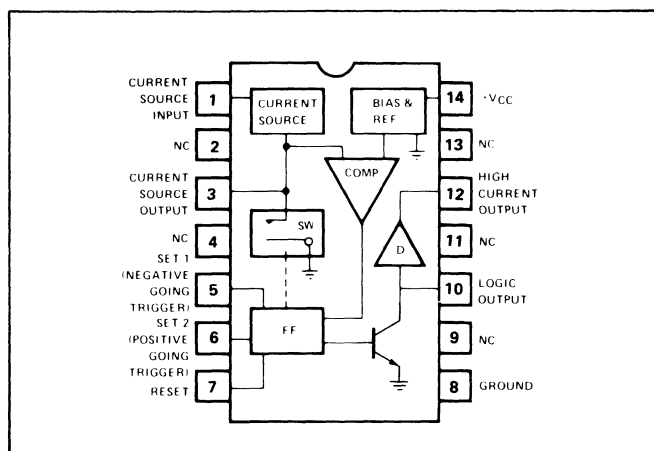 CURRENT
SOURCE
INPUT
1
NC
2
CURRENT
SOURCE
OUTPUT
3
NC
4
SET 1
(NEGATIVE
GOING
TRIGGER)
5
SET 2
(POSITIVE
GOING
TRIGGER)
6
RESET
7
CURRENT
SOURCE
BIAS &
REF
COMP
SW
D
FF
14
·VCC
13
NC
12
HIGH
CURRENT
OUTPUT
11
NC
10
LOGIC
OUTPUT
9
NC
8
GROUND